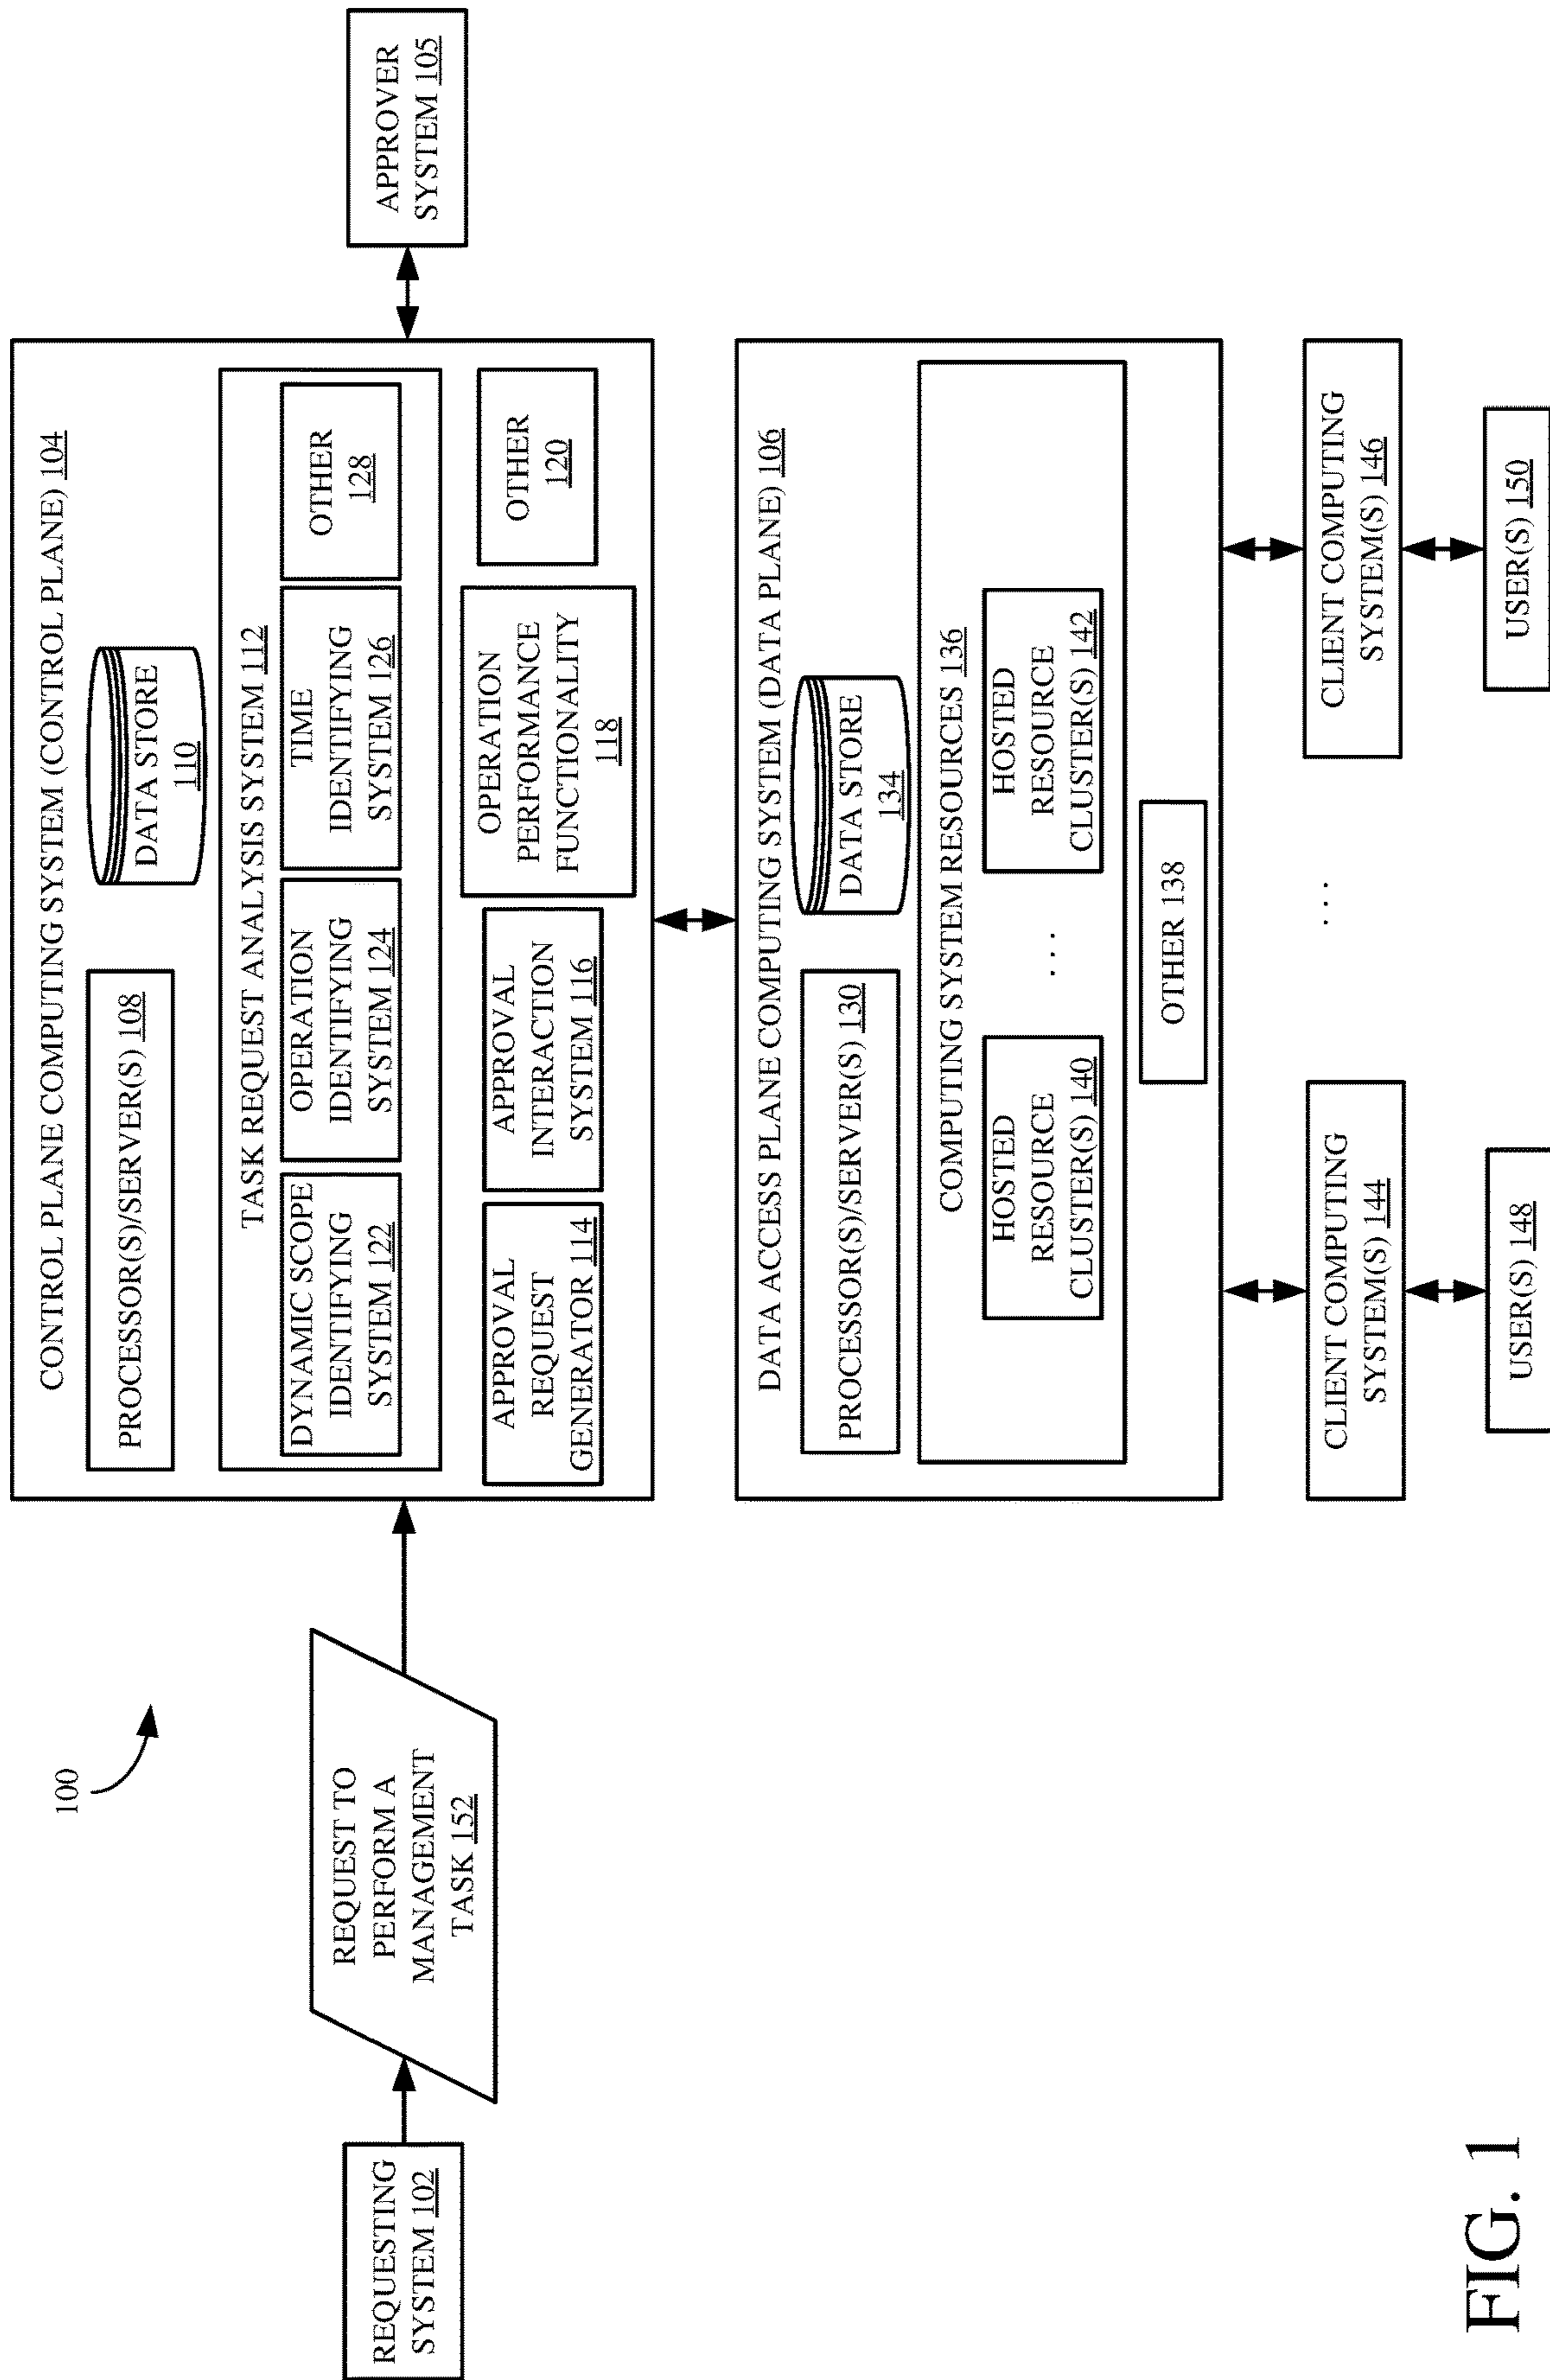 100
REQUESTING
SYSTEM 102
REQUEST TO
PERFORM A
MANAGEMENT
TASK 152
CONTROL PLANE COMPUTING SYSTEM (CONTROL PLANE) 104
PROCESSOR(S)/SERVER(S) 108
DATA STORE
110
TASK REQUEST ANALYSIS SYSTEM 112
DYNAMIC SCOPE
IDENTIFYING
SYSTEM 122
OPERATION
IDENTIFYING
SYSTEM 124
TIME
IDENTIFYING
SYSTEM 126
OTHER
128
APPROVAL
REQUEST
GENERATOR 114
APPROVAL
INTERACTION
SYSTEM 116
OPERATION
PERFORMANCE
FUNCTIONALITY
118
OTHER
120
APPROVER
SYSTEM 105
DATA ACCESS PLANE COMPUTING SYSTEM (DATA PLANE) 106
PROCESSOR(S)/SERVER(S) 130
DATA STORE
134
COMPUTING SYSTEM RESOURCES 136
HOSTED
RESOURCE
CLUSTER(S) 140
...
HOSTED
RESOURCE
CLUSTER(S) 142
OTHER 138
CLIENT COMPUTING
SYSTEM(S) 144
...
CLIENT COMPUTING
SYSTEM(S) 146
USER(S) 148
USER(S) 150
FIG. 1